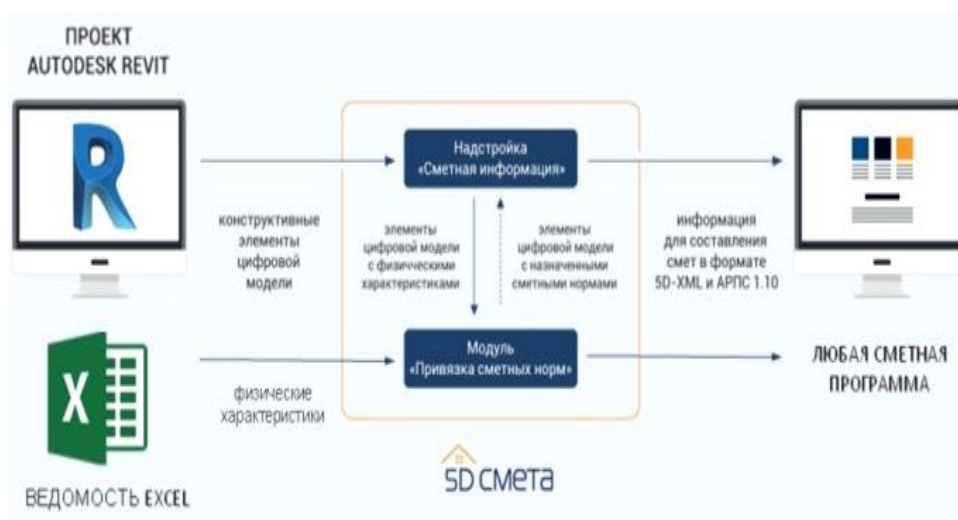 ПРОЕКТ
AUTODESK REVIT
R
конструктивные
элементы
цифровой
модели
Надстройка
«Сметная информация»
элементы
цифровой модели
с физичческими
характеристиками
элементы
цифровой модели
с назначенными
сметными нормами
информация
для составления
смет в формате
5D-XML и АРПС 1.10
X
ВЕДОМОСТЬ EXCEL
физические
характеристики
Модуль
«Привязка сметных норм»
ЛЮБАЯ СМЕТНАЯ
ПРОГРАММА
5D СМЕТА